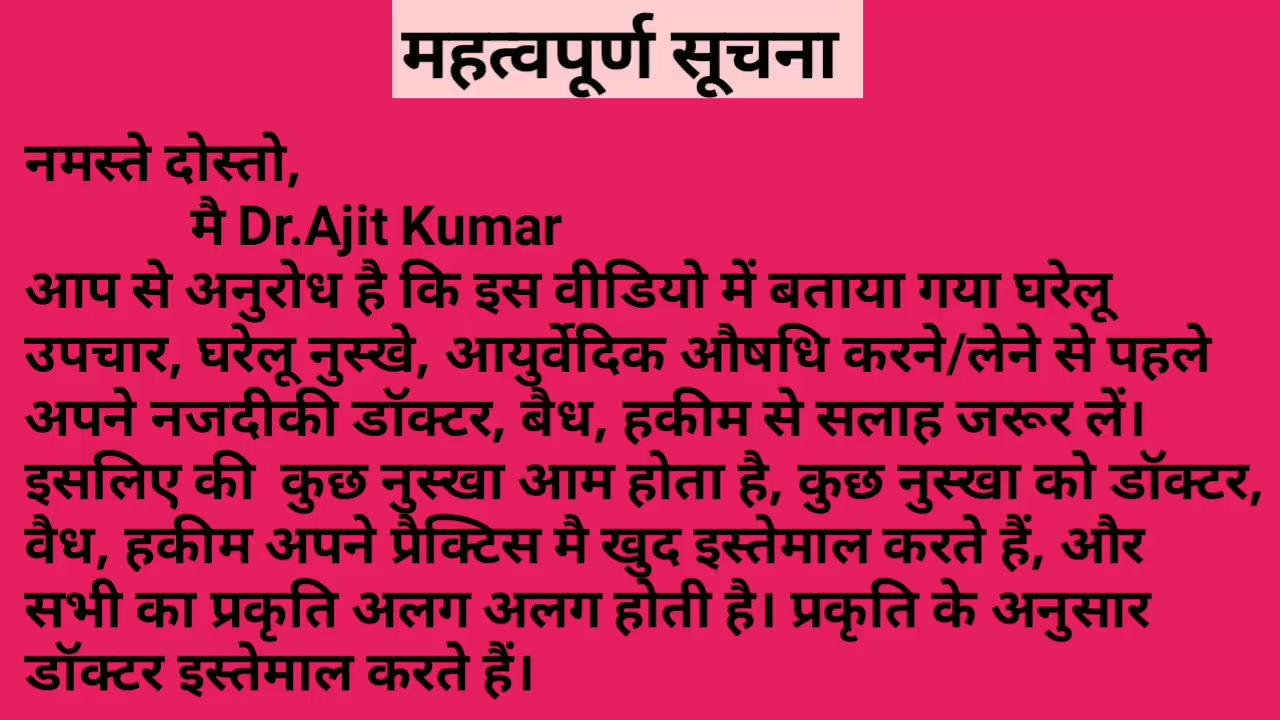 महत्वपूर्ण सूचना
नमस्ते दोस्तो,
मै Dr.Ajit Kumar
आप से अनुरोध है कि इस वीडियो में बताया गया घरेलू
उपचार, घरेलू नुस्खे, आयुर्वेदिक औषधि करने/लेने से पहले
अपने नजदीकी डॉक्टर, बैध, हकीम से सलाह जरूर लें।
इसलिए की कुछ नुस्खा आम होता है, कुछ नुस्खा को डॉक्टर,
वैध, हकीम अपने प्रैक्टिस मै खुद इस्तेमाल करते हैं, और
सभी का प्रकृति अलग अलग होती है। प्रकृति के अनुसार
डॉक्टर इस्तेमाल करते हैं।